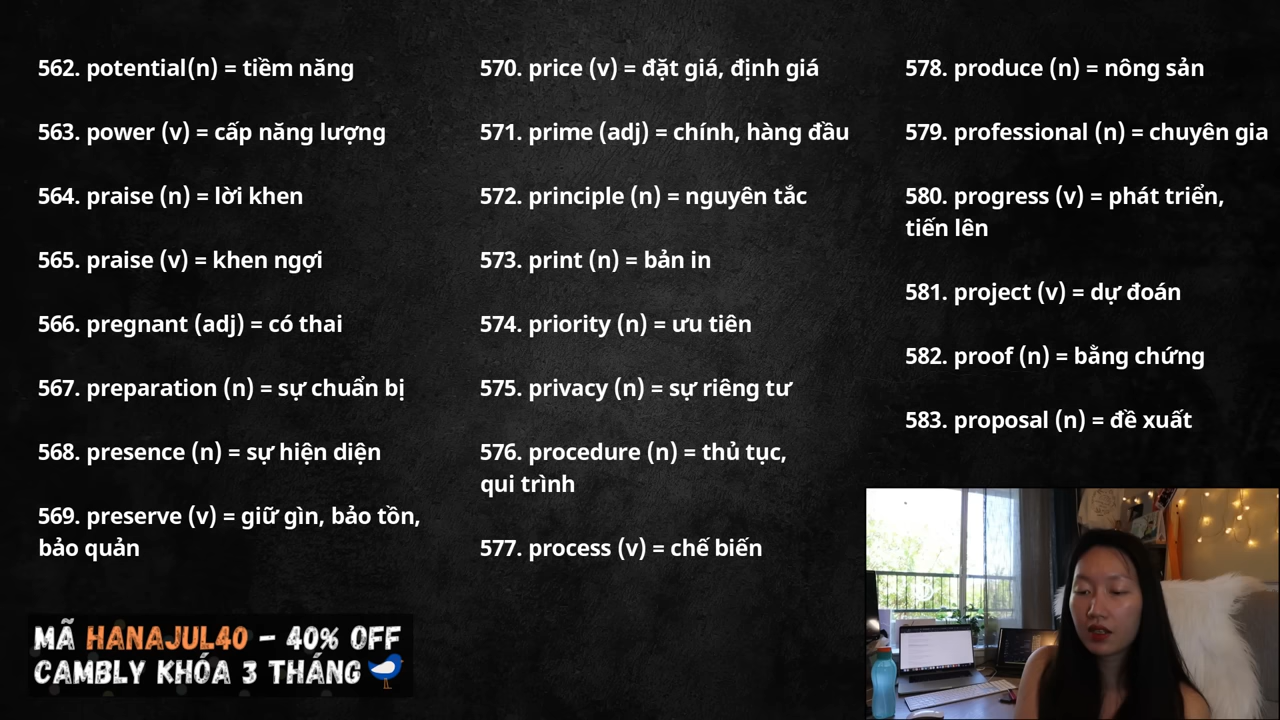 562. potential(n) = tiềm năng
563. power (v) = cấp năng lượng
564. praise (n) = lời khen
565. praise (v) = khen ngợi
566. pregnant (adj) = có thai
567. preparation (n) = sự chuẩn bị
568. presence (n) = sự hiện diện
569. preserve (v) = giữ gìn, bảo tồn,
bảo quản
570. price (v) = đặt giá, định giá
571. prime (adj) = chính, hàng đầu
572. principle (n) = nguyên tắc
573. print (n) = bản in
574. priority (n) = ưu tiên
575. privacy (n) = sự riêng tư
576. procedure (n) = thủ tục,
qui trình
577. process (v) = chế biến
578. produce (n) = nông sản
579. professional (n) = chuyên gia
580. progress (v) = phát triển,
tiến lên
581. project (v) = dự đoán
582. proof (n) = bằng chứng
583. proposal (n) = đề xuất
MÃ HANAJUL40 – 40% OFF
CAMBLY KHÓA 3 THÁNG